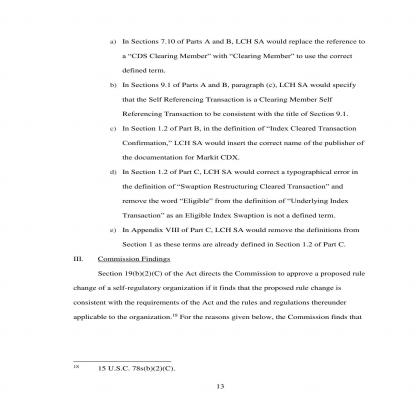 a) In Sections 7.10 of Parts A and B, LCH SA would replace the reference to
a “CDS Clearing Member” with “Clearing Member” to use the correct
defined term.
b) In Sections 9.1 of Parts A and B, paragraph (c), LCH SA would specify
that the Self Referencing Transaction is a Clearing Member Self
Referencing Transaction to be consistent with the title of Section 9.1.
c) In Section 1.2 of Part B, in the definition of “Index Cleared Transaction
Confirmation,” LCH SA would insert the correct name of the publisher of
the documentation for Markit CDX.
d) In Section 1.2 of Part C, LCH SA would correct a typographical error in
the definition of “Swaption Restructuring Cleared Transaction” and
remove the word “Eligible” from the definition of “Underlying Index
Transaction” as an Eligible Index Swaption is not a defined term.
e) In Appendix VIII of Part C, LCH SA would remove the definitions from
Section 1 as these terms are already defined in Section 1.2 of Part C.
III. Commission Findings
Section 19(b)(2)(C) of the Act directs the Commission to approve a proposed rule
change of a self-regulatory organization if it finds that the proposed rule change is
consistent with the requirements of the Act and the rules and regulations thereunder
applicable to the organization.18 For the reasons given below, the Commission finds that
18 15 U.S.C. 78s(b)(2)(C).
13